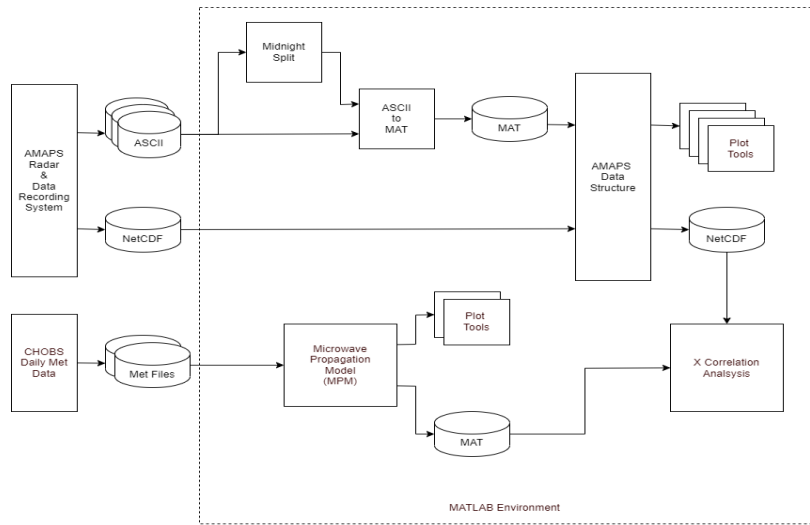 Midnight
Split
AMAPS
Radar
&
Data
Recording
System
ASCII
ASCII
to
MAT
MAT
AMAPS
Data
Structure
Plot
Tools
NetCDF
NetCDF
CHOBS
Daily Met
Data
Met Files
Microwave
Propagation
Model
(MPM)
Plot
Tools
MAT
X Correlation
Analsysis
MATLAB Environment